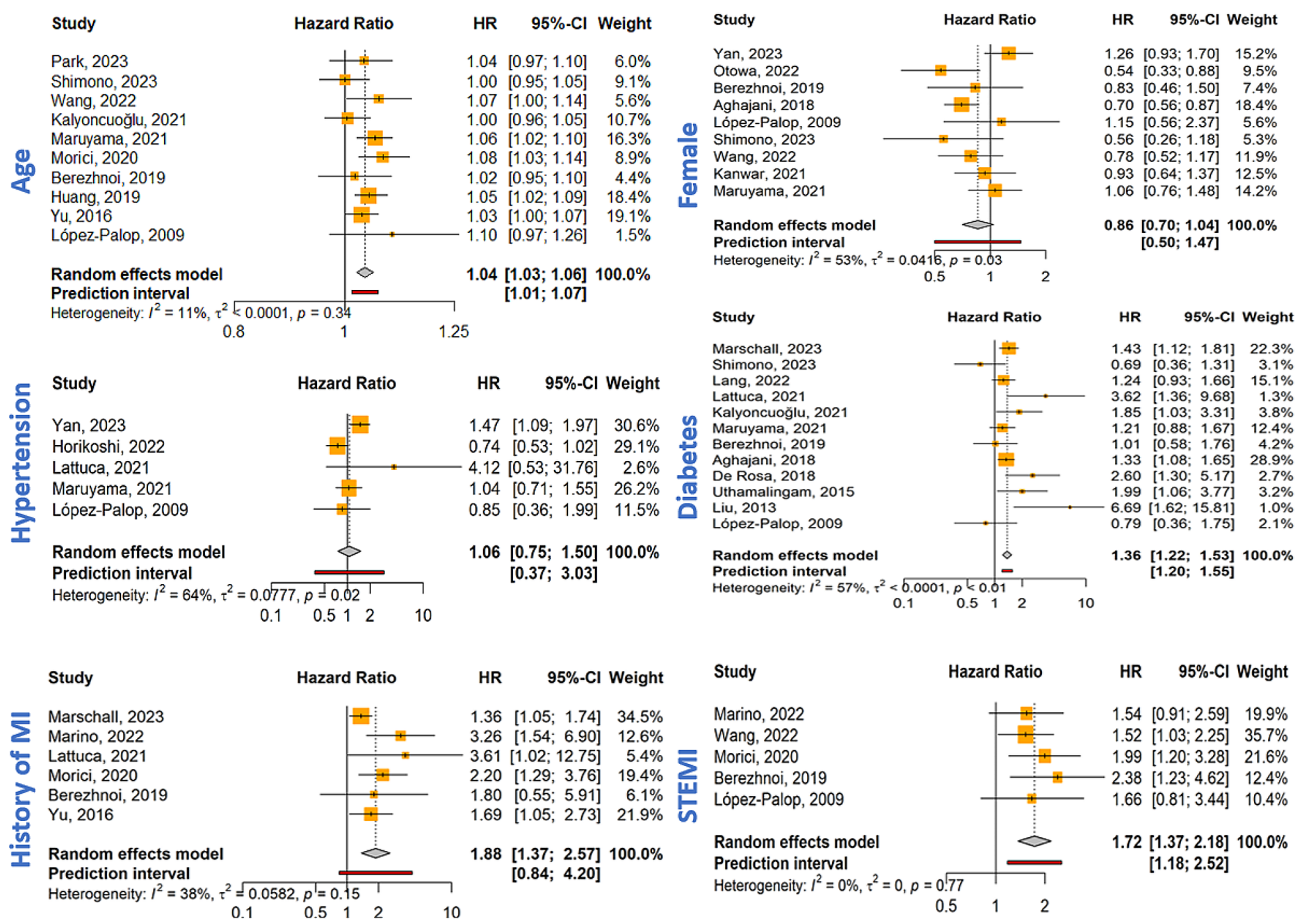 Age
Study Hazard Ratio HR 95%-CI Weight
Park, 2023 1.04 [0.97; 1.10] 6.0%
Shimono, 2023 1.00 [0.95; 1.05] 9.1%
Wang, 2022 1.07 [1.00; 1.14] 5.6%
Kalyoncuoğlu, 2021 1.00 [0.96; 1.05] 10.7%
Maruyama, 2021 1.06 [1.02; 1.10] 16.3%
Morici, 2020 1.08 [1.03; 1.14] 8.9%
Berezhnoi, 2019 1.02 [0.95; 1.10] 4.4%
Huang, 2019 1.05 [1.02; 1.09] 18.4%
Yu, 2016 1.03 [1.00; 1.07] 19.1%
López-Palop, 2009 1.10 [0.97; 1.26] 1.5%
Random effects model 1.04 [1.03; 1.06] 100.0%
Prediction interval [1.01; 1.07]
Heterogeneity: I² = 11%, τ² < 0.0001, p = 0.34
0.8 1 1.25
Female
Study Hazard Ratio HR 95%-CI Weight
Yan, 2023 1.26 [0.93; 1.70] 15.2%
Otowa, 2022 0.54 [0.33; 0.88] 9.5%
Berezhnoi, 2019 0.83 [0.46; 1.50] 7.4%
Aghajani, 2018 0.70 [0.56; 0.87] 18.4%
López-Palop, 2009 1.15 [0.56; 2.37] 5.6%
Shimono, 2023 0.56 [0.26; 1.18] 5.3%
Wang, 2022 0.78 [0.52; 1.17] 11.9%
Kanwar, 2021 0.93 [0.64; 1.37] 12.5%
Maruyama, 2021 1.06 [0.76; 1.48] 14.2%
Random effects model 0.86 [0.70; 1.04] 100.0%
Prediction interval [0.50; 1.47]
Heterogeneity: I² = 53%, τ² = 0.0416, p = 0.03
0.5 1 2
Hypertension
Study Hazard Ratio HR 95%-CI Weight
Yan, 2023 1.47 [1.09; 1.97] 30.6%
Horikoshi, 2022 0.74 [0.53; 1.02] 29.1%
Lattuca, 2021 4.12 [0.53; 31.76] 2.6%
Maruyama, 2021 1.04 [0.71; 1.55] 26.2%
López-Palop, 2009 0.85 [0.36; 1.99] 11.5%
Random effects model 1.06 [0.75; 1.50] 100.0%
Prediction interval [0.37; 3.03]
Heterogeneity: I² = 64%, τ² = 0.0777, p = 0.02
0.1 0.5 1 2 10
Diabetes
Study Hazard Ratio HR 95%-CI Weight
Marschall, 2023 1.43 [1.12; 1.81] 22.3%
Shimono, 2023 0.69 [0.36; 1.31] 3.1%
Lang, 2022 1.24 [0.93; 1.66] 15.1%
Lattuca, 2021 3.62 [1.36; 9.68] 1.3%
Kalyoncuoğlu, 2021 1.85 [1.03; 3.31] 3.8%
Maruyama, 2021 1.21 [0.88; 1.67] 12.4%
Berezhnoi, 2019 1.01 [0.58; 1.76] 4.2%
Aghajani, 2018 1.33 [1.08; 1.65] 28.9%
De Rosa, 2018 2.60 [1.30; 5.17] 2.7%
Uthamalingam, 2015 1.99 [1.06; 3.77] 3.2%
Liu, 2013 6.69 [1.62; 15.81] 1.0%
López-Palop, 2009 0.79 [0.36; 1.75] 2.1%
Random effects model 1.36 [1.22; 1.53] 100.0%
Prediction interval [1.20; 1.55]
Heterogeneity: I² = 57%, τ² < 0.0001, p < 0.01
0.1 0.5 1 2 10
History of MI
Study Hazard Ratio HR 95%-CI Weight
Marschall, 2023 1.36 [1.05; 1.74] 34.5%
Marino, 2022 3.26 [1.54; 6.90] 12.6%
Lattuca, 2021 3.61 [1.02; 12.75] 5.4%
Morici, 2020 2.20 [1.29; 3.76] 19.4%
Berezhnoi, 2019 1.80 [0.55; 5.91] 6.1%
Yu, 2016 1.69 [1.05; 2.73] 21.9%
Random effects model 1.88 [1.37; 2.57] 100.0%
Prediction interval [0.84; 4.20]
Heterogeneity: I² = 38%, τ² = 0.0582, p = 0.15
0.1 0.5 1 2 10
STEMI
Study Hazard Ratio HR 95%-CI Weight
Marino, 2022 1.54 [0.91; 2.59] 19.9%
Wang, 2022 1.52 [1.03; 2.25] 35.7%
Morici, 2020 1.99 [1.20; 3.28] 21.6%
Berezhnoi, 2019 2.38 [1.23; 4.62] 12.4%
López-Palop, 2009 1.66 [0.81; 3.44] 10.4%
Random effects model 1.72 [1.37; 2.18] 100.0%
Prediction interval [1.18; 2.52]
Heterogeneity: I² = 0%, τ² = 0, p = 0.77
0.5 1 2